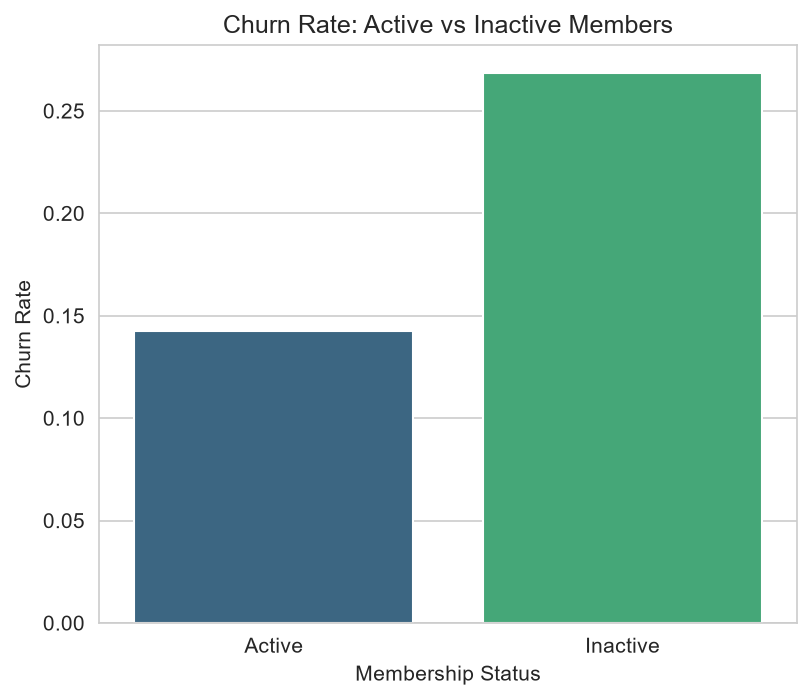 Churn Rate: Active vs Inactive Members
0.25
0.20
0.15
0.10
0.05
0.00
Churn Rate
Active
Inactive
Membership Status